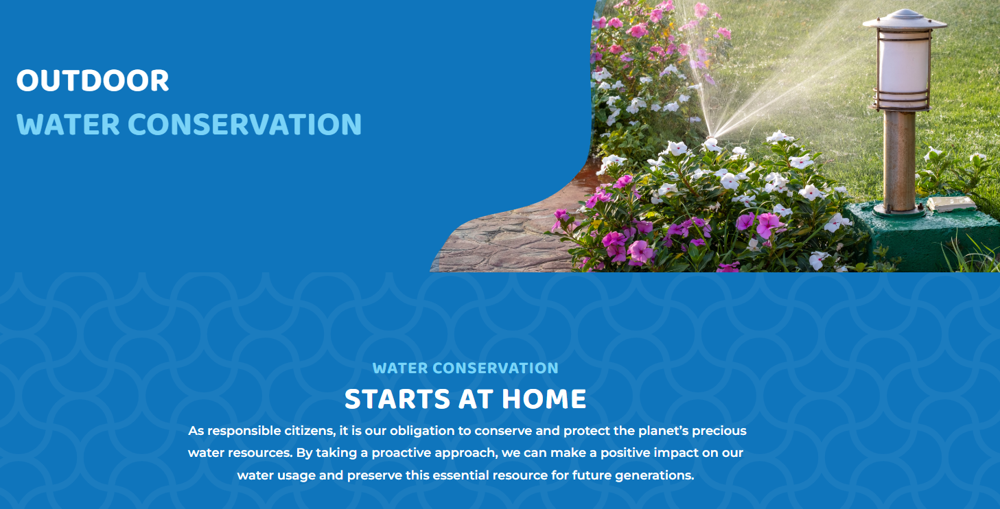 OUTDOOR
WATER CONSERVATION
WATER CONSERVATION
STARTS AT HOME
As responsible citizens, it is our obligation to conserve and protect the planet’s precious
water resources. By taking a proactive approach, we can make a positive impact on our
water usage and preserve this essential resource for future generations.